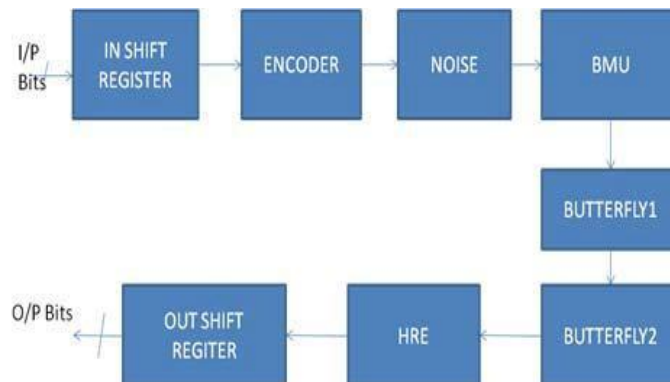 I/P
Bits
IN SHIFT
REGISTER
ENCODER
NOISE
BMU
BUTTERFLY1
BUTTERFLY2
HRE
OUT SHIFT
REGITER
O/P Bits